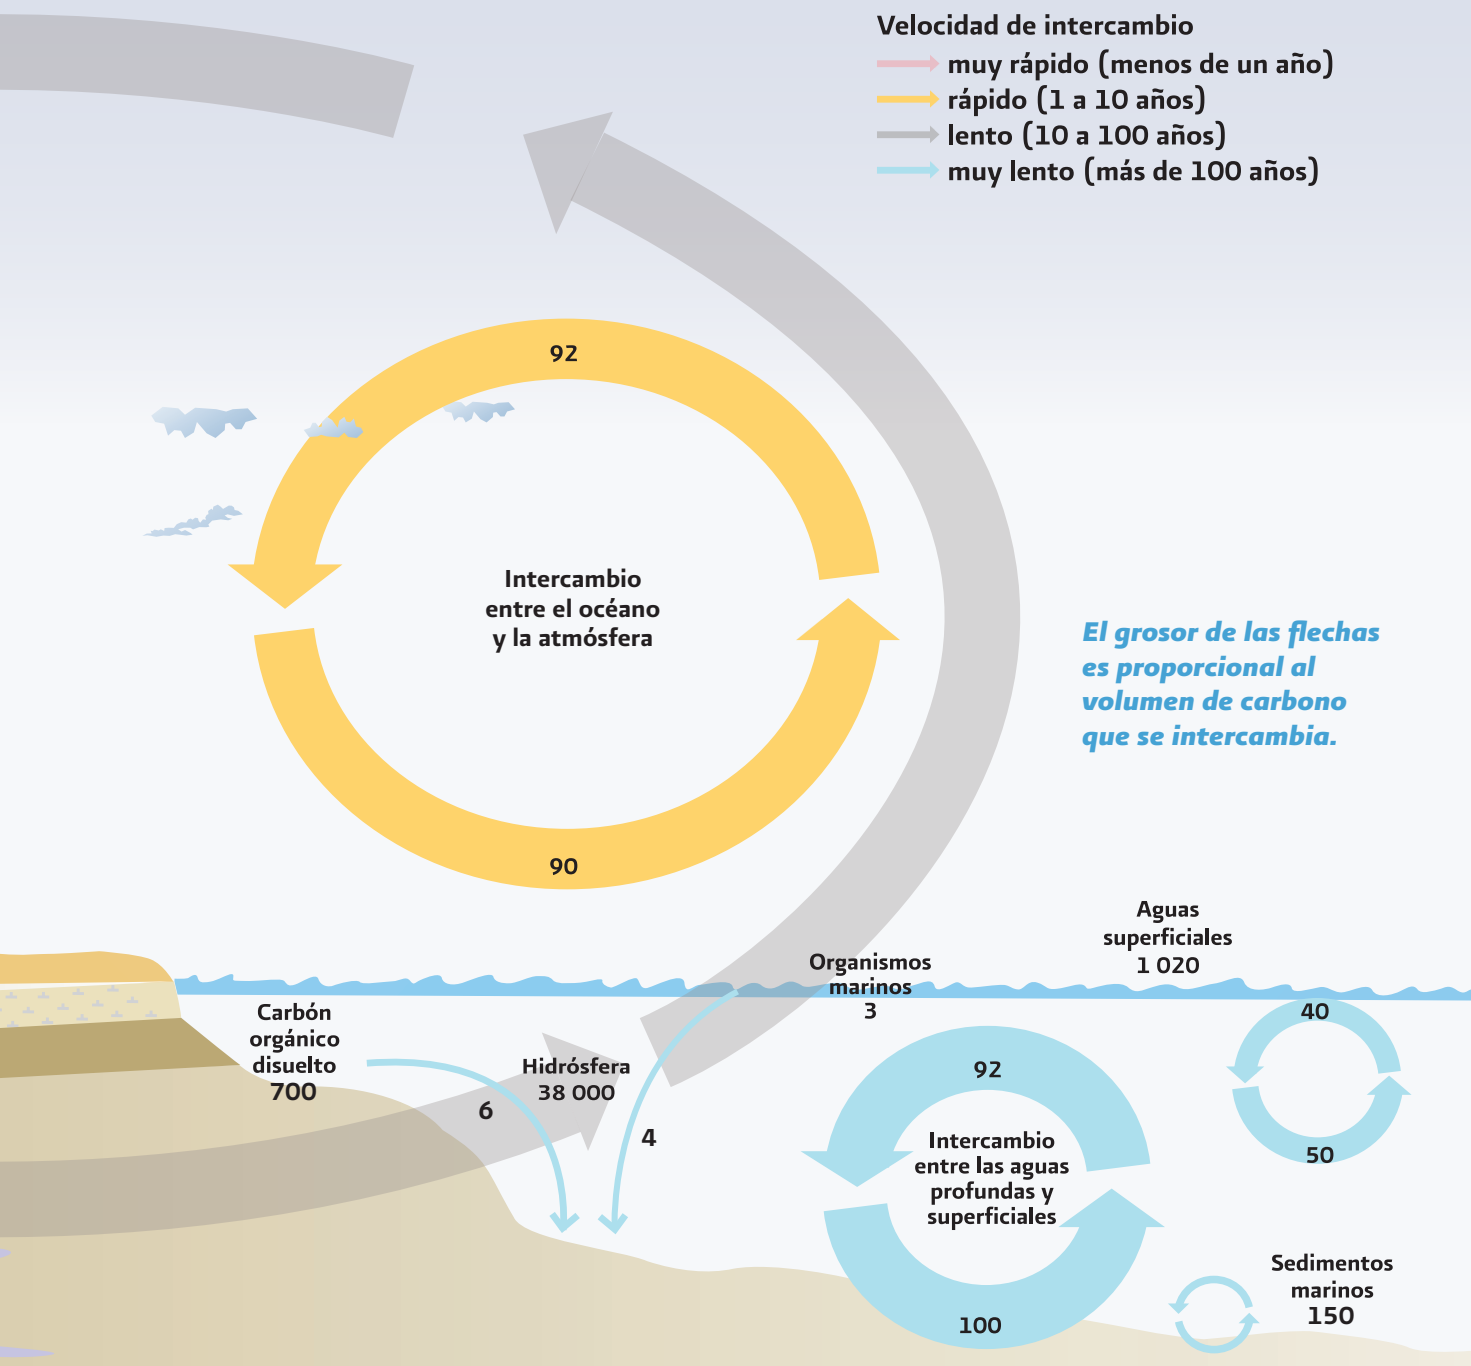 Velocidad de intercambio
muy rápido (menos de un año)
rápido (1 a 10 años)
lento (10 a 100 años)
muy lento (más de 100 años)
92
Intercambio
entre el océano
y la atmósfera
El grosor de las flechas
es proporcional al
volumen de carbono
que se intercambia.
90
Aguas
superficiales
1 020
Organismos
marinos
3
Carbón
orgánico
disuelto
700
Hidrósfera
38 000
6
4
92
Intercambio
entre las aguas
profundas y
superficiales
100
40
50
Sedimentos
marinos
150